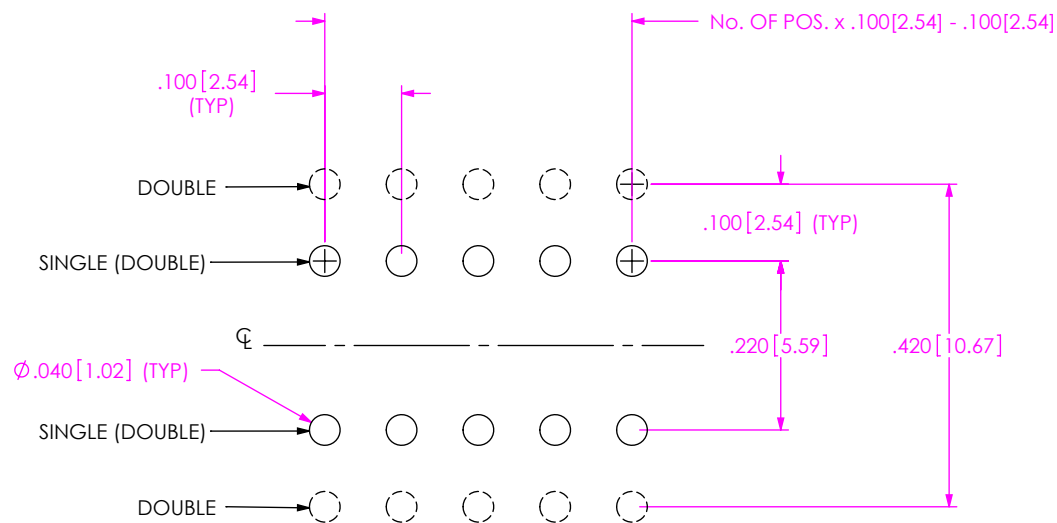 No. OF POS. x .100[2.54] - .100[2.54]
.100[2.54]
(TYP)
DOUBLE
.100[2.54] (TYP)
SINGLE (DOUBLE)
℄
.220[5.59]
.420[10.67]
Ø.040[1.02] (TYP)
SINGLE (DOUBLE)
DOUBLE